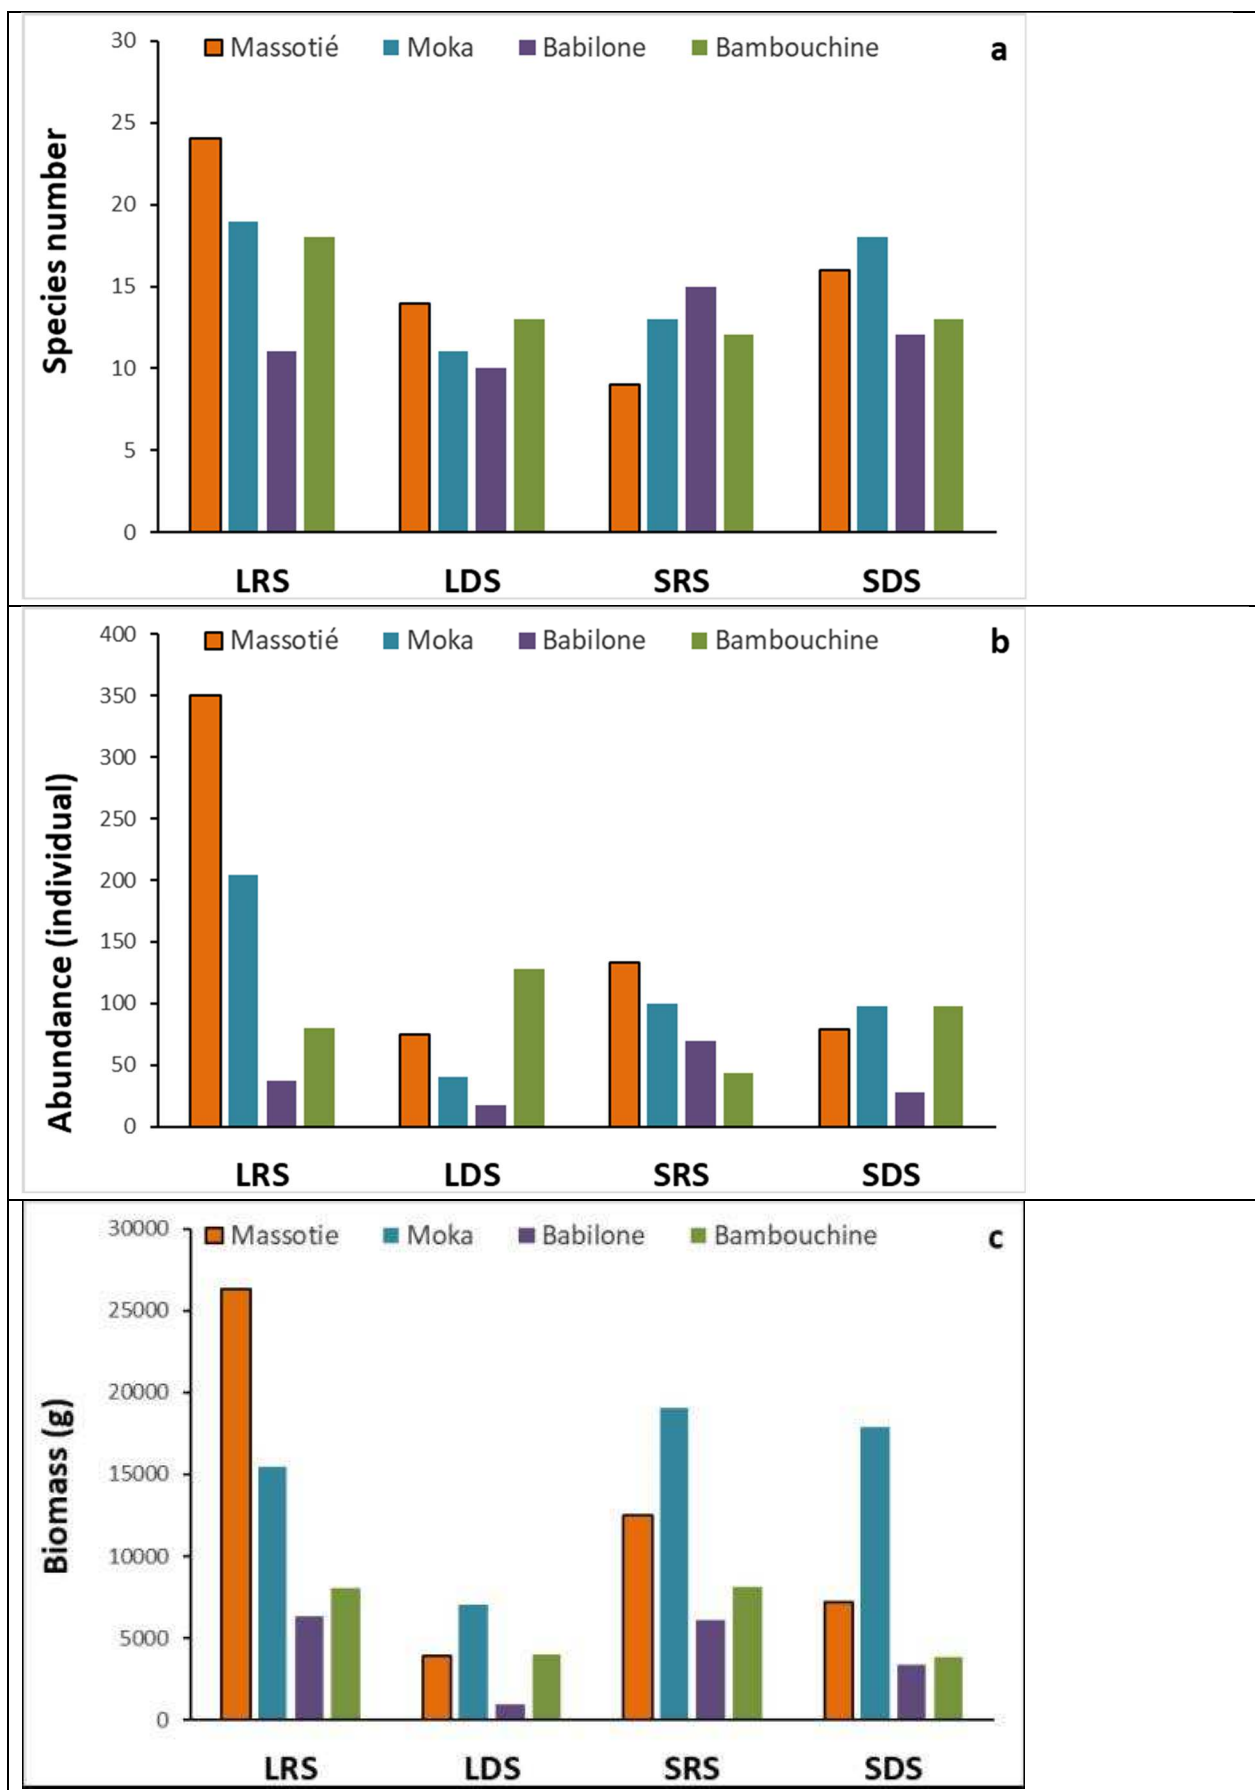 Massotié Moka Babilone Bambouchine a
30
25
20
15
10
5
0
Species number
LRS LDS SRS SDS
Massotié Moka Babilone Bambouchine b
400
350
300
250
200
150
100
50
0
Abundance (individual)
LRS LDS SRS SDS
Massotie Moka Babilone Bambouchine c
30000
25000
20000
15000
10000
5000
0
Biomass (g)
LRS LDS SRS SDS